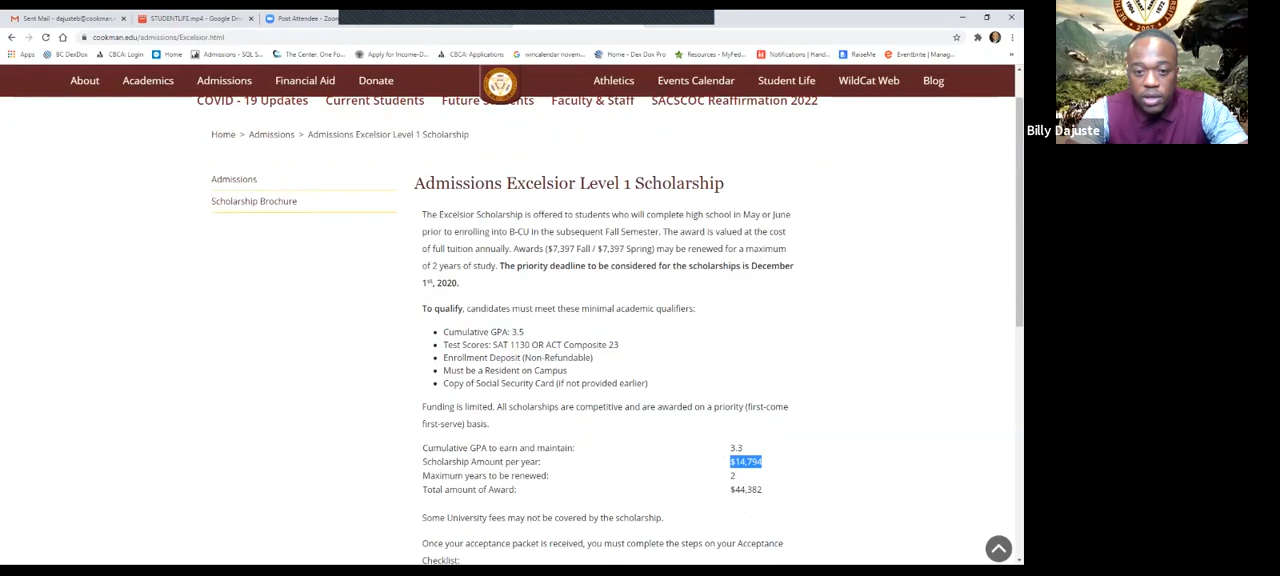 Sent Mail - dajusteb@cookman.
STUDENTLIFE.mp4 - Google Dri
Post Attendee - Zoom
cookman.edu/admissions/Excelsior.html
Apps BC.DexDox CBCA: Login Home Admissions - SQL S... The Center. One Fo... Apply for Income-D... CBCA: Applications wincalendar novem... Home - Dex Dox Pro Resources - MyFed... Notifications | Hand... RaiseMe Eventbrite | Manag...
About Academics Admissions Financial Aid Donate Athletics Events Calendar Student Life WildCat Web Blog
COVID - 19 Updates Current Students Future Students Faculty & Staff SACSCOC Reaffirmation 2022
Home > Admissions > Admissions Excelsior Level 1 Scholarship
Admissions
Scholarship Brochure
Admissions Excelsior Level 1 Scholarship
The Excelsior Scholarship is offered to students who will complete high school in May or June
prior to enrolling into B-CU in the subsequent Fall Semester. The award is valued at the cost
of full tuition annually. Awards ($7,397 Fall / $7,397 Spring) may be renewed for a maximum
of 2 years of study. The priority deadline to be considered for the scholarships is December
1st, 2020.
To qualify, candidates must meet these minimal academic qualifiers:
• Cumulative GPA: 3.5
• Test Scores: SAT 1130 OR ACT Composite 23
• Enrollment Deposit (Non-Refundable)
• Must be a Resident on Campus
• Copy of Social Security Card (if not provided earlier)
Funding is limited. All scholarships are competitive and are awarded on a priority (first-come
first-serve) basis.
Cumulative GPA to earn and maintain: 3.3
Scholarship Amount per year: $14,794
Maximum years to be renewed: 2
Total amount of Award: $44,382
Some University fees may not be covered by the scholarship.
Once your acceptance packet is received, you must complete the steps on your Acceptance
Checklist:
Billy Dajuste